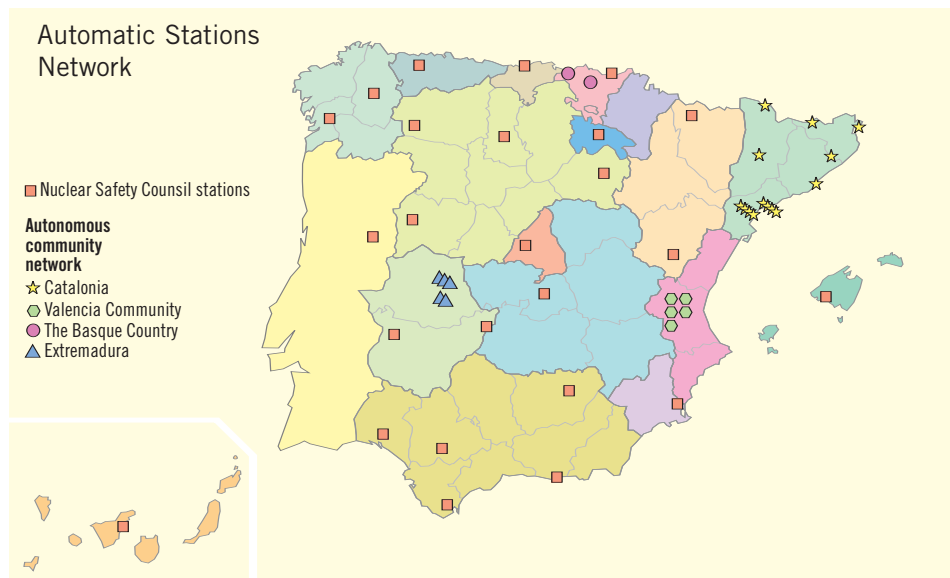 Automatic Stations
Network
Nuclear Safety Counsil stations
Autonomous
community
network
Catalonia
Valencia Community
The Basque Country
Extremadura